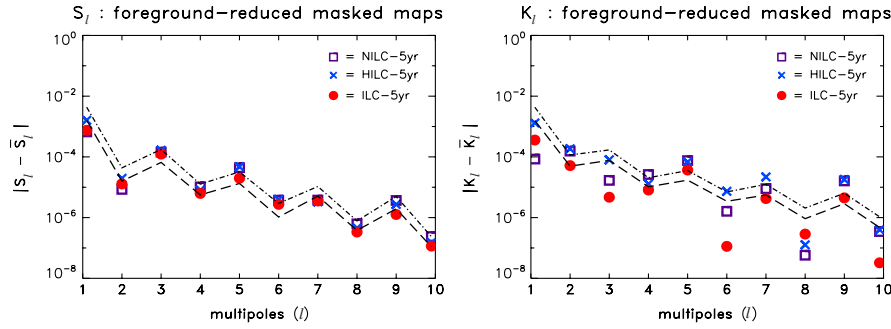 S_l : foreground-reduced masked maps
10^0
10^-2
10^-4
10^-6
10^-8
|S_l - S̅_l|
= NILC-5yr
= HILC-5yr
= ILC-5yr
1 2 3 4 5 6 7 8 9 10
multipoles (l)
K_l : foreground-reduced masked maps
10^0
10^-2
10^-4
10^-6
10^-8
|K_l - K̅_l|
= NILC-5yr
= HILC-5yr
= ILC-5yr
1 2 3 4 5 6 7 8 9 10
multipoles (l)